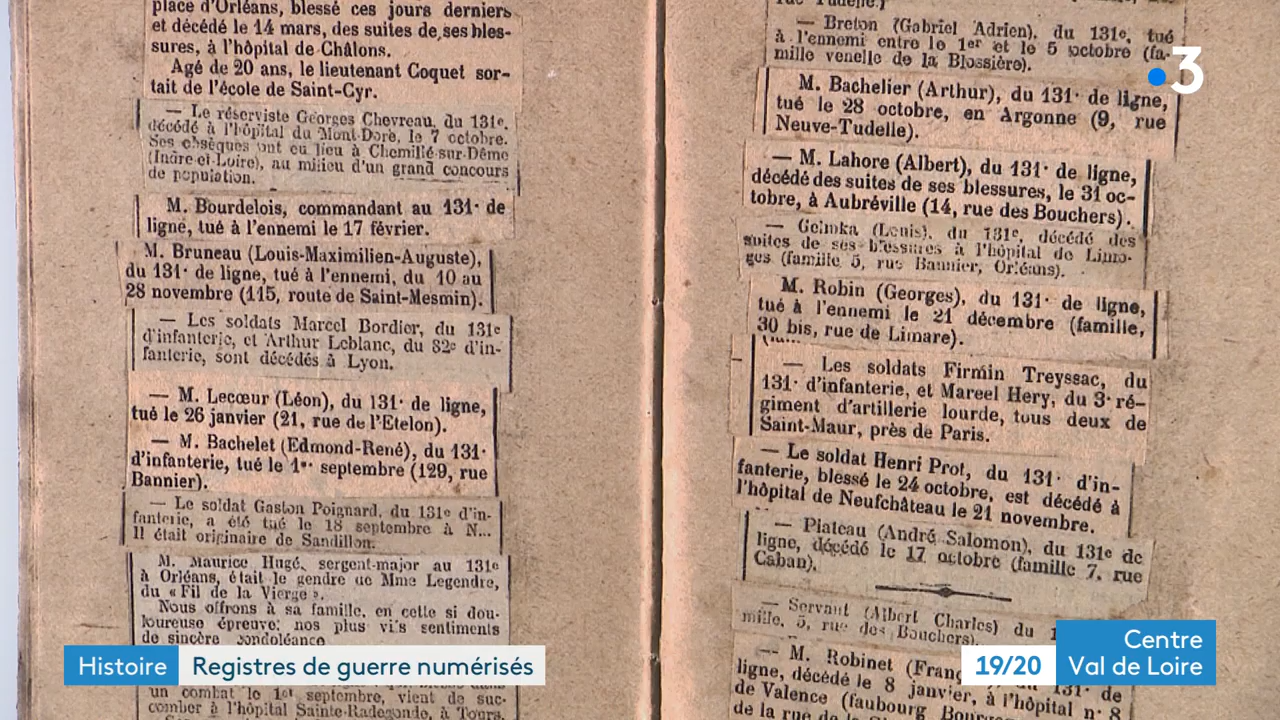 place d'Orléans, blessé ces jours derniers
et décédé le 14 mars, des suites de ses bles-
sures, à l'hôpital de Châlons.
Agé de 20 ans, le lieutenant Coquet sor-
tait de l'école de Saint-Cyr.
— Le réserviste Georges Chevreau, du 131e,
décédé à l'hôpital du Mont-Dore, le 7 octobre.
Ses obsèques ont eu lieu à Chemillé-sur-Dême
(Indre-et-Loire), au milieu d'un grand concours
de population.
M. Bourdelois, commandant au 131e de
ligne, tué à l'ennemi le 17 février.
M. Bruneau (Louis-Maximilien-Auguste),
du 131e de ligne, tué à l'ennemi, du 10 au
28 novembre (115, route de Saint-Mesmin).
— Les soldats Marcel Bordier, du 131e
d'infanterie, et Arthur Leblanc, du 82e d'in-
fanterie, sont décédés à Lyon.
— M. Lecœur (Léon), du 131e de ligne,
tué le 26 janvier (21, rue de l'Etelon).
— M. Bachelet (Edmond-René), du 131e
d'infanterie, tué le 1er septembre (129, rue
Bannier).
— Le soldat Gaston Poignard, du 131e d'in-
fanterie, a été tué le 18 septembre à N...
Il était originaire de Sandillon.
M. Maurice Hugé, sergent-major au 131e
à Orléans, était le gendre de Mme Legendre,
du « Fil de la Vierge ».
Nous offrons à sa famille, en cette si dou-
loureuse épreuve, nos plus vifs sentiments
de sincère condoléance
un combat le 1er septembre, vient de suc-
comber à l'hôpital Sainte-Radegonde, à Tours.
rue Tudelle.)
— Breton (Gabriel Adrien), du 131e, tué
à l'ennemi entre le 1er et le 5 octobre (fa-
mille venelle de la Blossière).
M. Bachelier (Arthur), du 131e de ligne,
tué le 28 octobre, en Argonne (9, rue
Neuve-Tudelle).
— M. Lahore (Albert), du 131e de ligne,
décédé des suites de ses blessures, le 31 oc-
tobre, à Aubréville (14, rue des Bouchers).
— (Louis), du 131e, décédé des
suites de ses blessures à l'hôpital de Limo-
ges (famille 5, rue Bannier, Orléans).
M. Robin (Georges), du 131e de ligne,
tué à l'ennemi le 21 décembre (famille,
30 bis, rue de Limare).
— Les soldats Firmin Treyssac, du
131e d'infanterie, et Marcel Hery, du 3e ré-
giment d'artillerie lourde, tous deux de
Saint-Maur, près de Paris.
— Le soldat Henri Prot, du 131e d'in-
fanterie, blessé le 24 octobre, est décédé à
l'hôpital de Neufchâteau le 21 novembre.
— Piateau (André Salomon), du 131e de
ligne, décédé le 17 octobre (famille 7, rue
Caban).
— Servant (Albert Charles) du
mille, 5, rue des Bouchers).
— M. Robinet (du 131e de
ligne, décédé le 8 janvier, à l'hôpital n° 8
de Valence (faubourg
de la rue de la
3
Histoire
Registres de guerre numérisés
19/20
Centre
Val de Loire